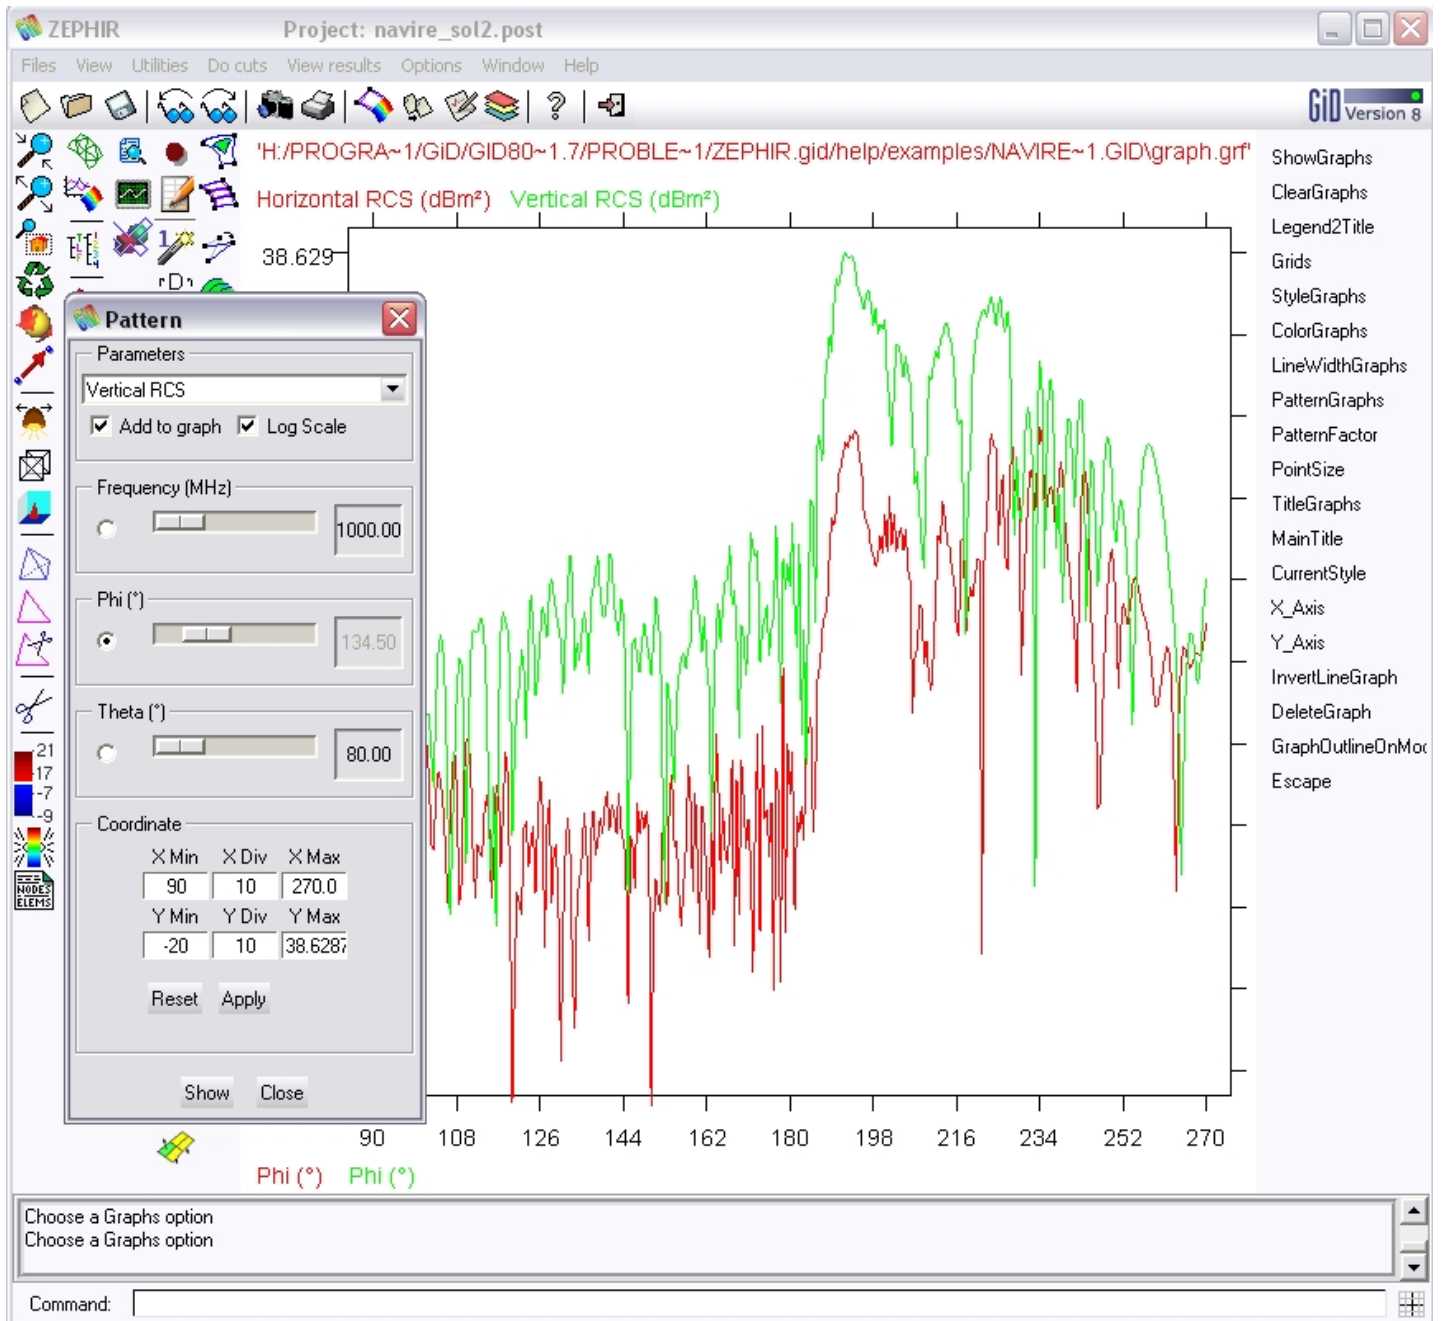 ZEPHIR Project: navire_sol2.post
Files View Utilities Do cuts View results Options Window Help
GiD Version 8
'H:/PROGRA~1/GiD/GID80~1.7/PROBLE~1/ZEPHIR.gid/help/examples/NAVIRE~1.GID\graph.grf'
Horizontal RCS (dBm²) Vertical RCS (dBm²)
38.629
ShowGraphs
ClearGraphs
Legend2Title
Grids
StyleGraphs
ColorGraphs
LineWidthGraphs
PatternGraphs
PatternFactor
PointSize
TitleGraphs
MainTitle
CurrentStyle
X_Axis
Y_Axis
InvertLineGraph
DeleteGraph
GraphOutlineOnMo
Escape
Pattern
Parameters
Vertical RCS
Add to graph Log Scale
Frequency (MHz)
1000.00
Phi (°)
134.50
Theta (°)
80.00
Coordinate
X Min X Div X Max
90 10 270.0
Y Min Y Div Y Max
-20 10 38.6287
Reset Apply
Show Close
21
17
-7
-9
NODES
ELEMS
90 108 126 144 162 180 198 216 234 252 270
Phi (°) Phi (°)
Choose a Graphs option
Choose a Graphs option
Command: